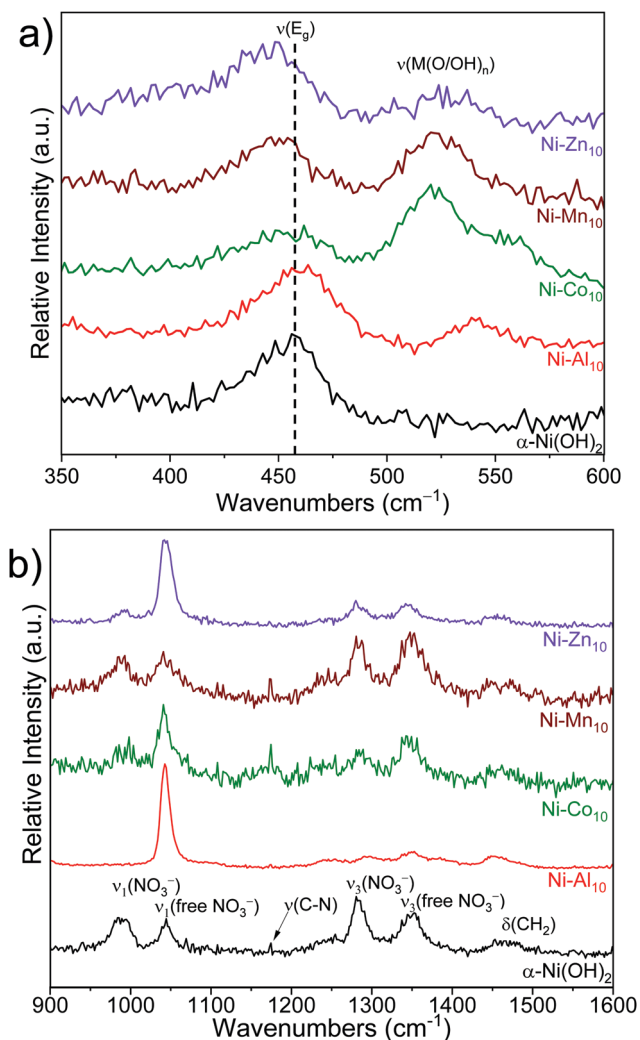 a)
ν(E₉)
ν(M(O/OH)ₙ)
Ni-Zn₁₀
Ni-Mn₁₀
Ni-Co₁₀
Ni-Al₁₀
α-Ni(OH)₂
Relative Intensity (a.u.)
350 400 450 500 550 600
Wavenumbers (cm⁻¹)
b)
Ni-Zn₁₀
Ni-Mn₁₀
Ni-Co₁₀
Ni-Al₁₀
ν₁(NO₃⁻)
ν₁(free NO₃⁻)
ν(C-N)
ν₃(NO₃⁻)
ν₃(free NO₃⁻)
δ(CH₂)
α-Ni(OH)₂
Relative Intensity (a.u.)
900 1000 1100 1200 1300 1400 1500 1600
Wavenumbers (cm⁻¹)